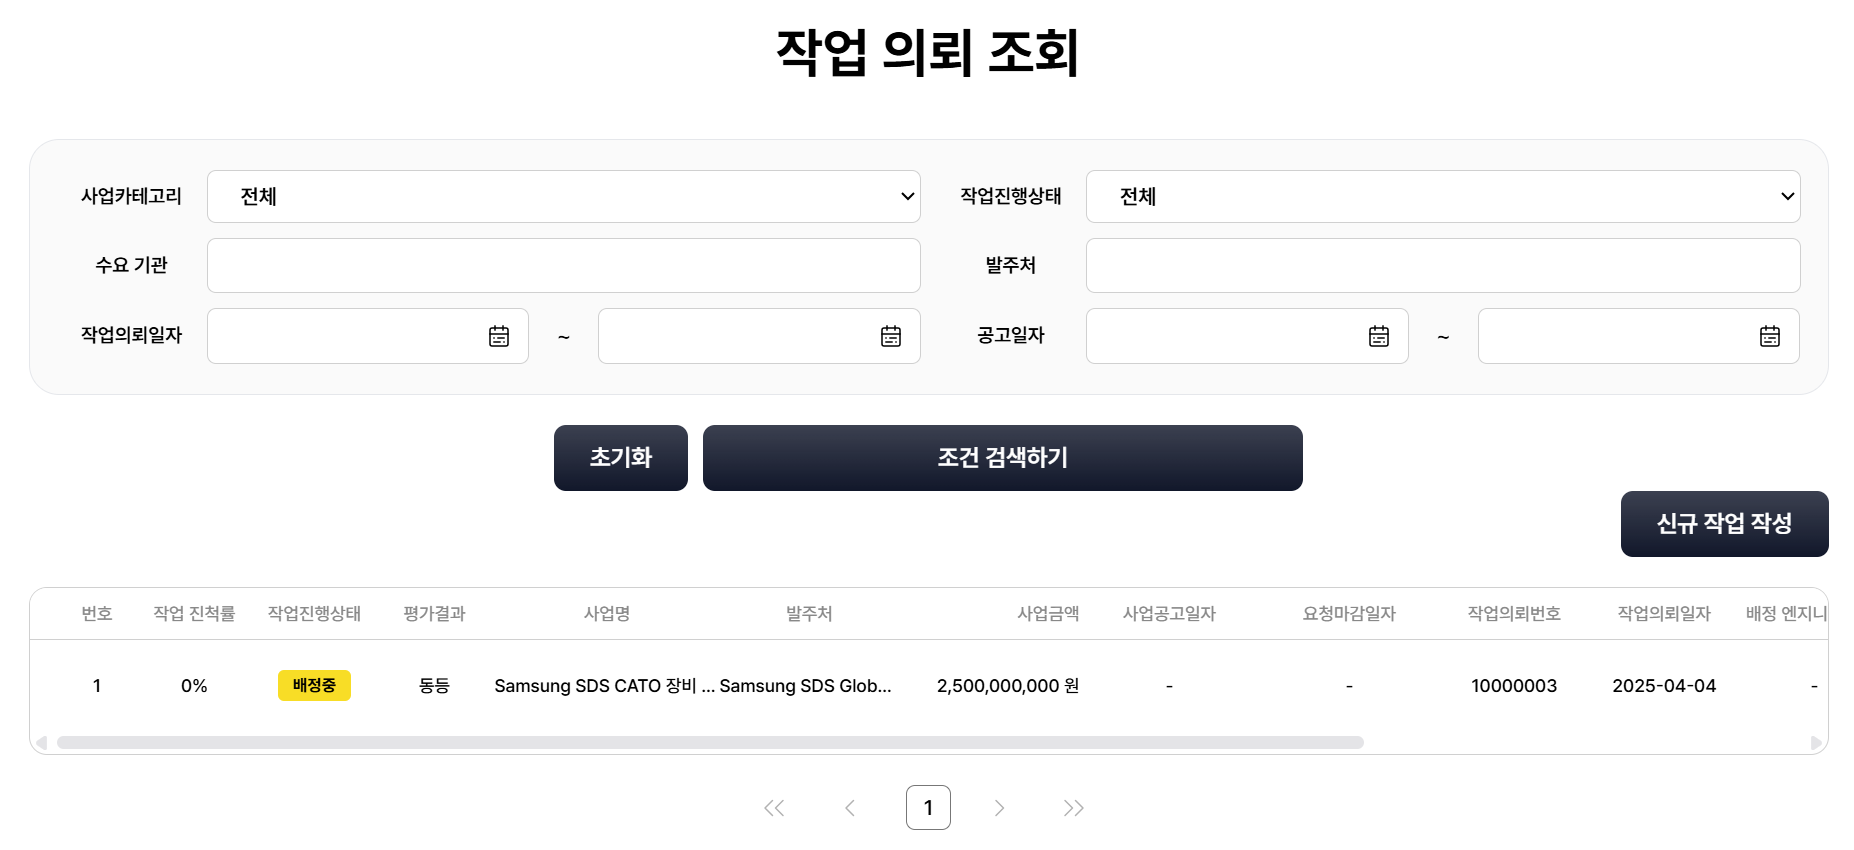 작업 의뢰 조회
사업카테고리 전체 작업진행상태 전체
수요 기관 발주처
작업의뢰일자 ~ 공고일자 ~
초기화 조건 검색하기
신규 작업 작성
번호 작업 진척률 작업진행상태 평가결과 사업명 발주처 사업금액 사업공고일자 요청마감일자 작업의뢰번호 작업의뢰일자 배정 엔지니
1 0% 배정중 동등 Samsung SDS CATO 장비 ... Samsung SDS Glob... 2,500,000,000 원 - - 10000003 2025-04-04 -
1